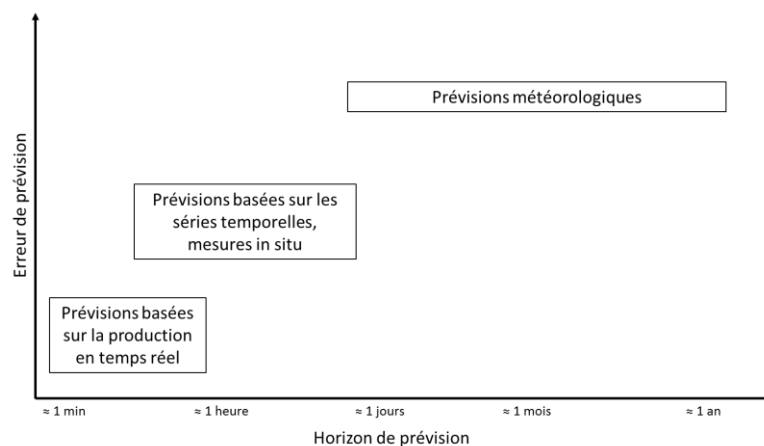 Prévisions météorologiques
Prévisions basées sur les
séries temporelles,
mesures in situ
Erreur de prévision
Prévisions basées
sur la production
en temps réel
≈ 1 min
≈ 1 heure
≈ 1 jours
≈ 1 mois
≈ 1 an
Horizon de prévision